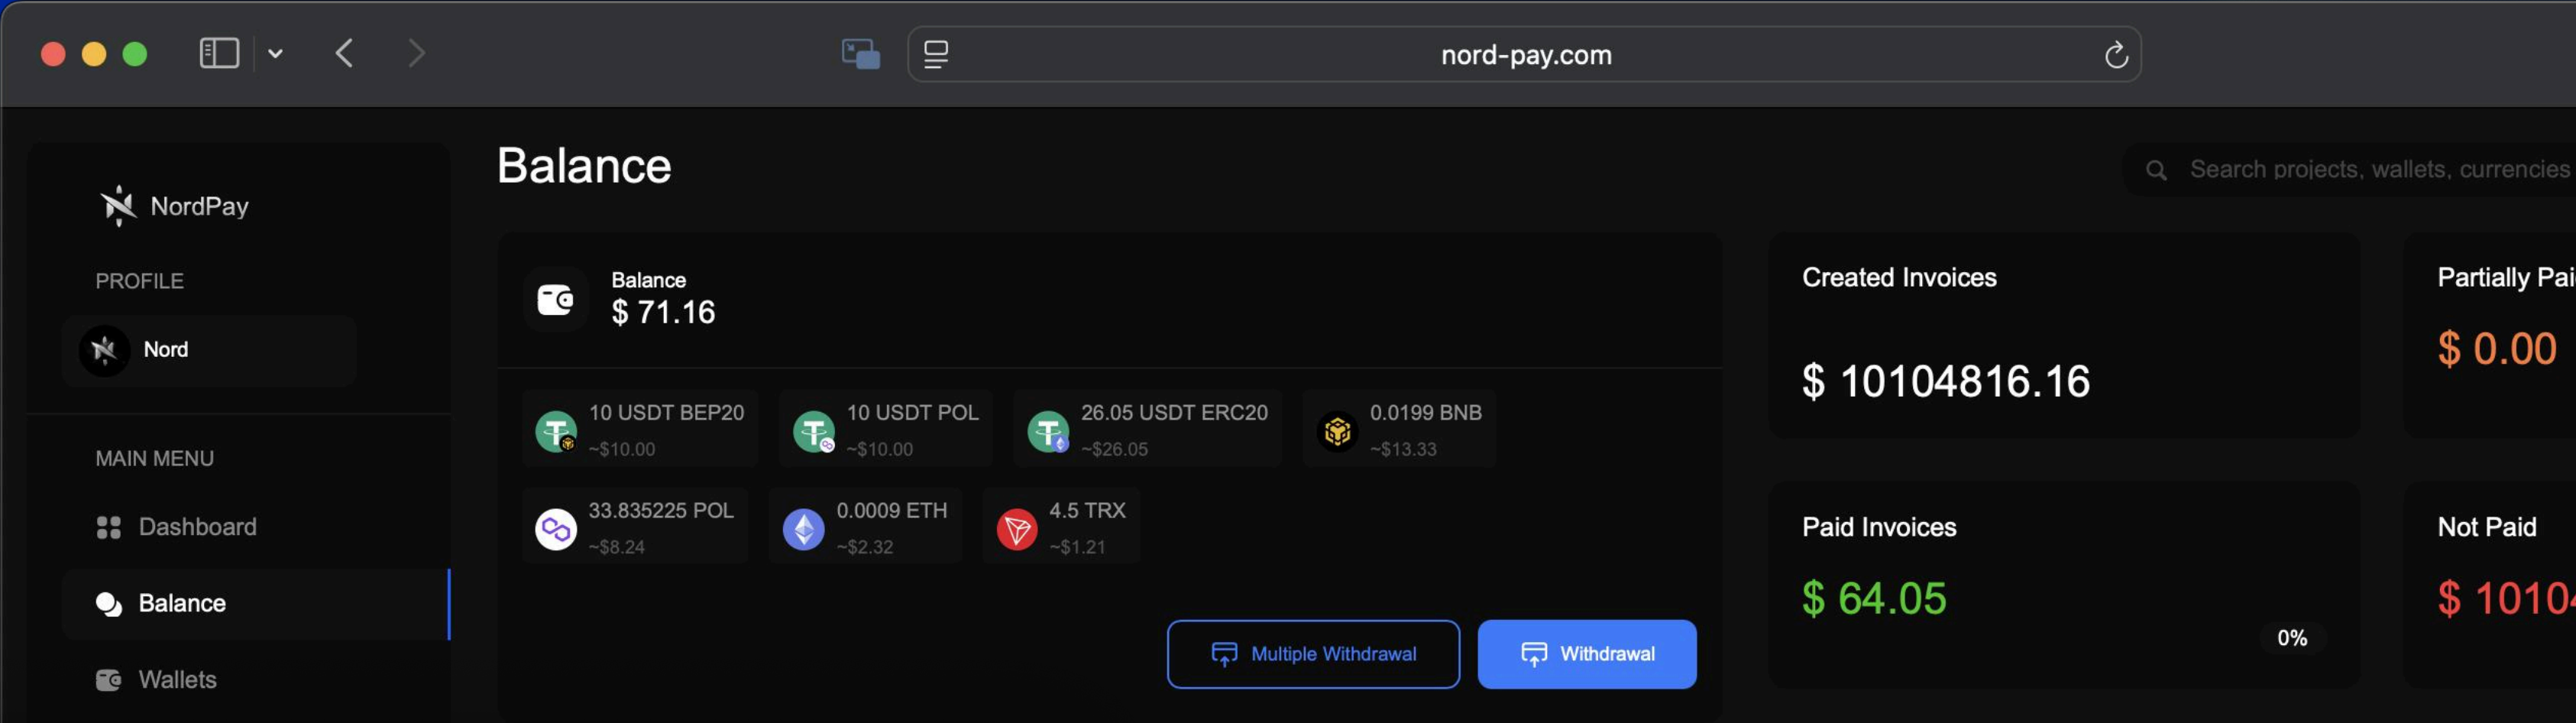 nord-pay.com
NordPay
PROFILE
Nord
MAIN MENU
Dashboard
Balance
Wallets
Balance
Search projects, wallets, currencies
Balance
$ 71.16
10 USDT BEP20
~$10.00
10 USDT POL
~$10.00
26.05 USDT ERC20
~$26.05
0.0199 BNB
~$13.33
33.835225 POL
~$8.24
0.0009 ETH
~$2.32
4.5 TRX
~$1.21
Multiple Withdrawal
Withdrawal
Created Invoices
$ 10104816.16
Partially Pai
$ 0.00
Paid Invoices
$ 64.05
0%
Not Paid
$ 1010